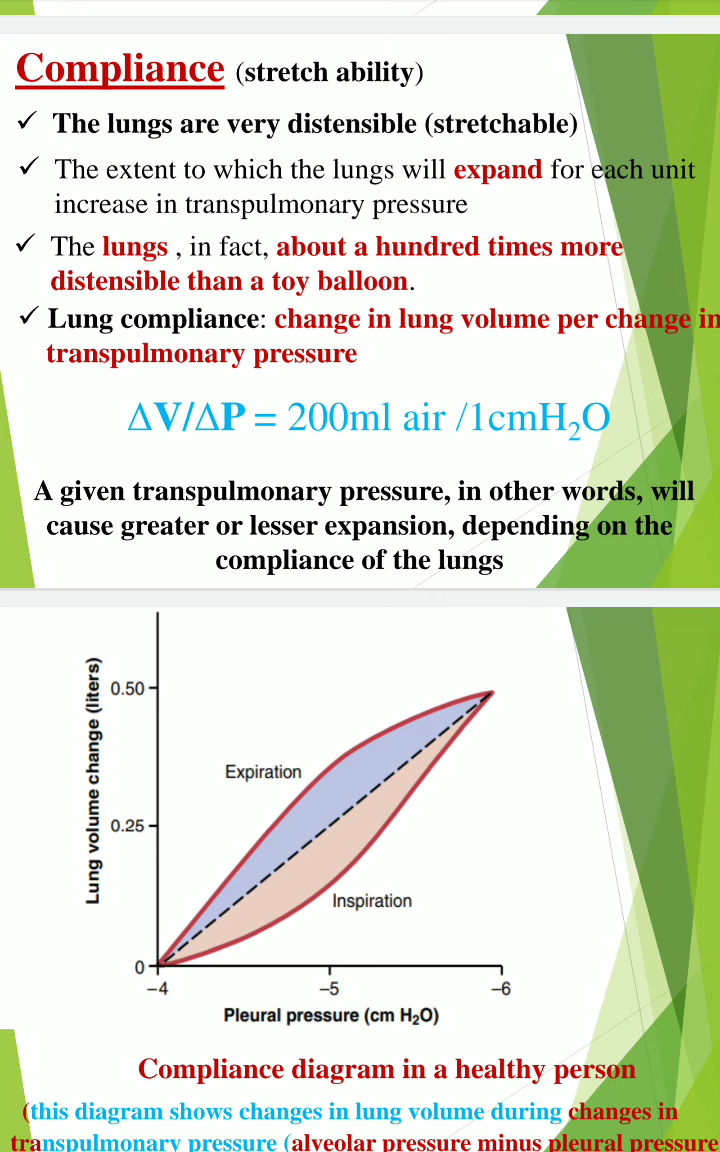 Compliance (stretch ability)
✓ The lungs are very distensible (stretchable)
✓ The extent to which the lungs will expand for each unit
increase in transpulmonary pressure
✓ The lungs , in fact, about a hundred times more
distensible than a toy balloon.
✓ Lung compliance: change in lung volume per change in
transpulmonary pressure
∆V/∆P = 200ml air /1cmH₂O
A given transpulmonary pressure, in other words, will
cause greater or lesser expansion, depending on the
compliance of the lungs
Lung volume change (liters)
0.50
Expiration
0.25
Inspiration
0
–4
–5
–6
Pleural pressure (cm H₂O)
Compliance diagram in a healthy person
(this diagram shows changes in lung volume during changes in
transpulmonary pressure (alveolar pressure minus pleural pressure